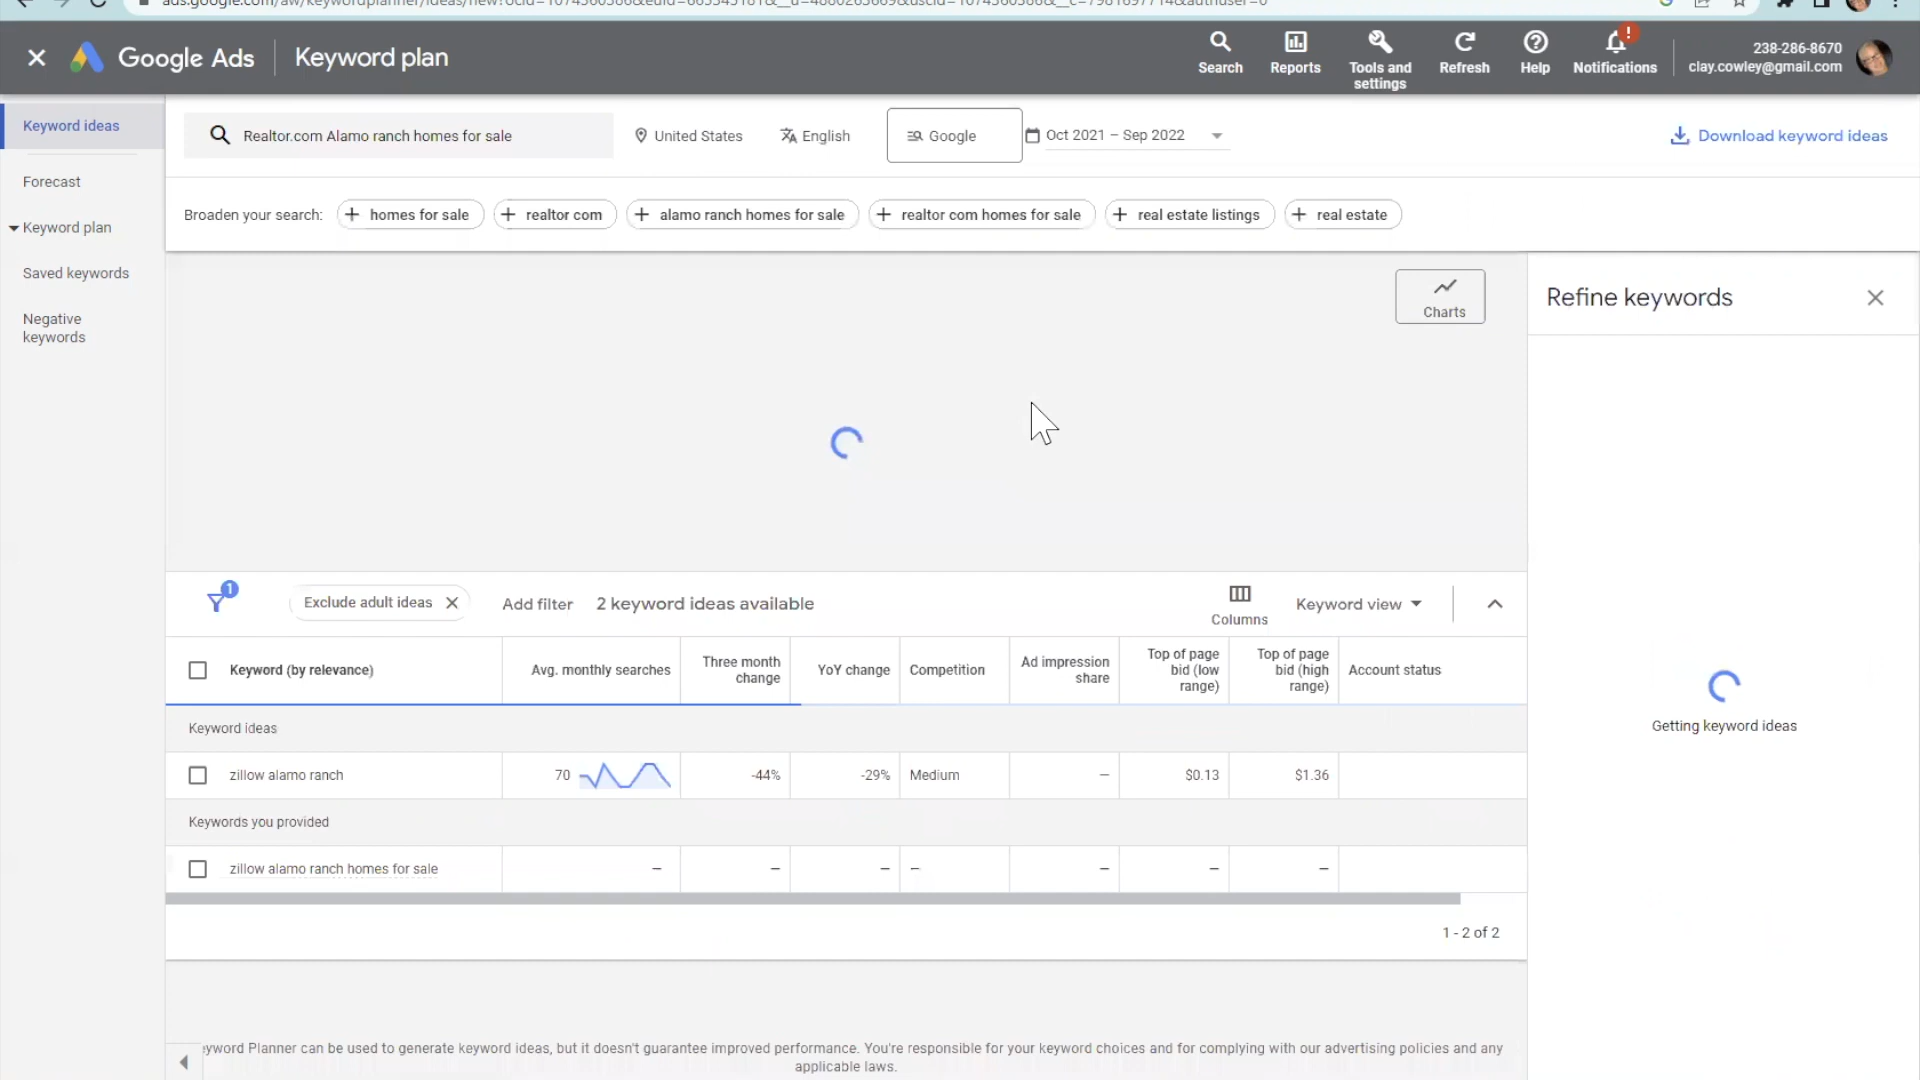 Google Ads
Keyword plan
Search
Reports
Tools and
settings
Refresh
Help
Notifications
!
238-286-8670
clay.cowley@gmail.com
Keyword ideas
Forecast
Keyword plan
Saved keywords
Negative
keywords
Realtor.com Alamo ranch homes for sale
United States
English
Google
Oct 2021 – Sep 2022
Download keyword ideas
Broaden your search:
homes for sale
realtor com
alamo ranch homes for sale
realtor com homes for sale
real estate listings
real estate
Charts
Refine keywords
Getting keyword ideas
1
Exclude adult ideas
Add filter
2 keyword ideas available
Columns
Keyword view
Keyword (by relevance)
Avg. monthly searches
Three month
change
YoY change
Competition
Ad impression
share
Top of page
bid (low
range)
Top of page
bid (high
range)
Account status
Keyword ideas
zillow alamo ranch 70 -44% -29% Medium – $0.13 $1.36
Keywords you provided
zillow alamo ranch homes for sale – – – – – – –
1 - 2 of 2
Planner can be used to generate keyword ideas, but it doesn't guarantee improved performance. You're responsible for your keyword choices and for complying with our advertising policies and any
applicable laws.